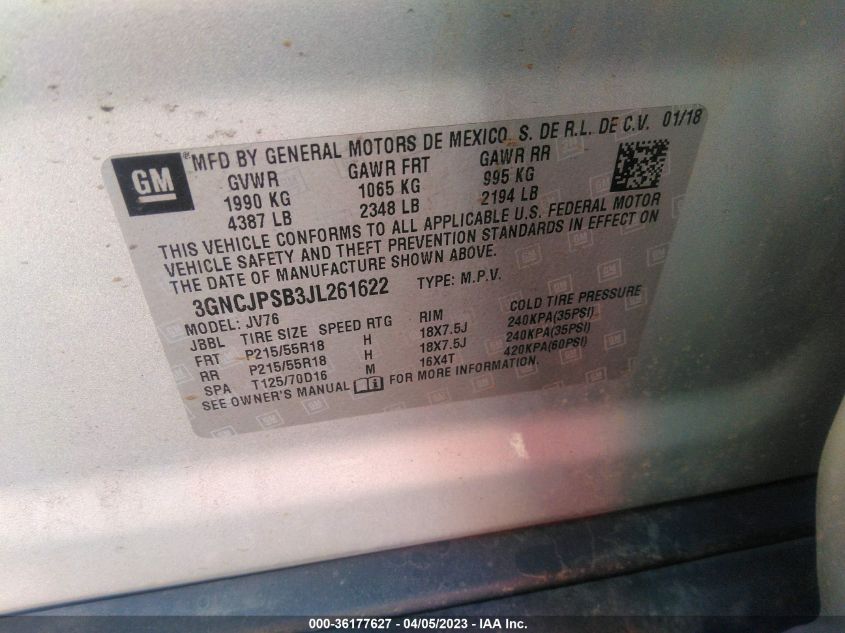 GM
® MFD BY GENERAL MOTORS DE MEXICO S. DE R.L. DE C.V. 01/18
GVWR GAWR FRT GAWR RR
1990 KG 1065 KG 995 KG
4387 LB 2348 LB 2194 LB
THIS VEHICLE CONFORMS TO ALL APPLICABLE U.S. FEDERAL MOTOR
VEHICLE SAFETY AND THEFT PREVENTION STANDARDS IN EFFECT ON
THE DATE OF MANUFACTURE SHOWN ABOVE.
3GNCJPSB3JL261622 TYPE: M.P.V.
MODEL: JV76
JBBL TIRE SIZE SPEED RTG RIM COLD TIRE PRESSURE
FRT P215/55R18 H 18X7.5J 240KPA(35PSI)
RR P215/55R18 H 18X7.5J 240KPA(35PSI)
SPA T125/70D16 M 16X4T 420KPA(60PSI)
SEE OWNER'S MANUAL FOR MORE INFORMATION.
000-36177627 - 04/05/2023 - IAA Inc.